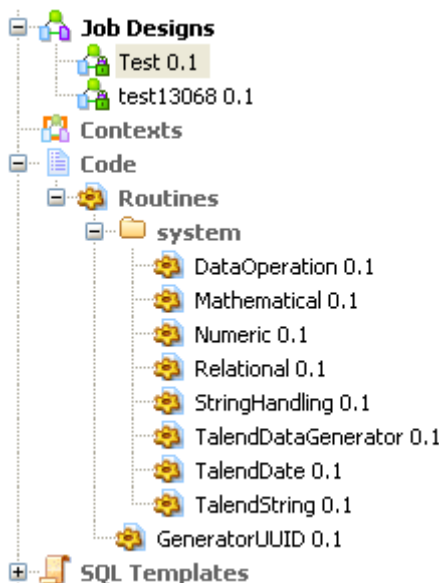 Job Designs
Test 0.1
test13068 0.1
Contexts
Code
Routines
system
DataOperation 0.1
Mathematical 0.1
Numeric 0.1
Relational 0.1
StringHandling 0.1
TalendDataGenerator 0.1
TalendDate 0.1
TalendString 0.1
GeneratorUUID 0.1
SQL Templates